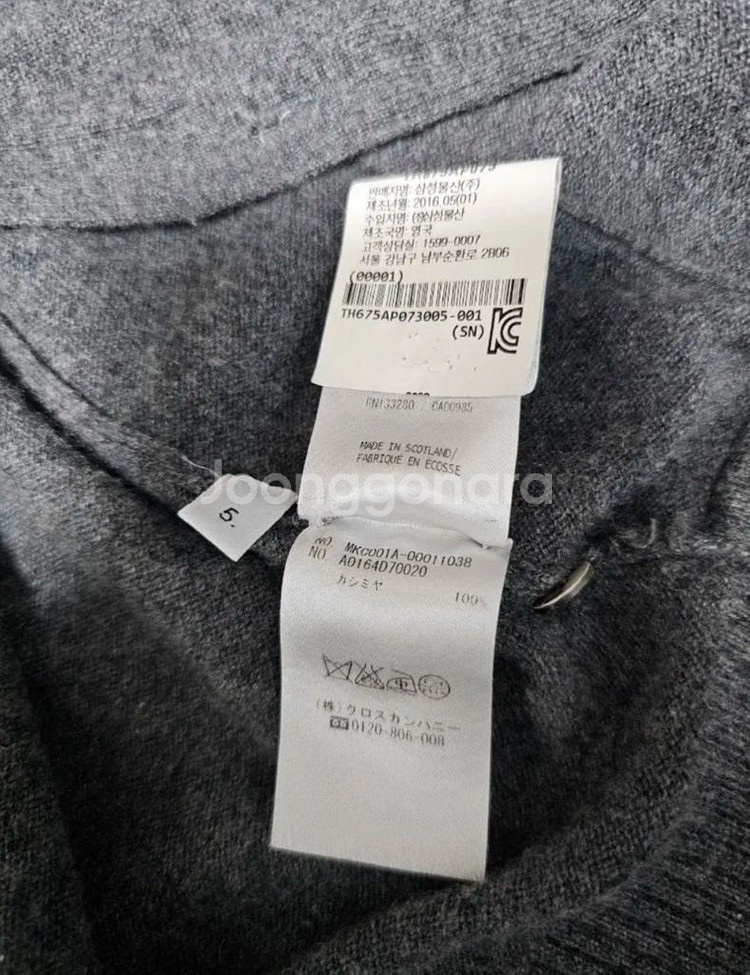 TH675AP073
판매자명: 삼성물산(주)
제조년월: 2016.05(01)
수입자명: (주)삼성물산
제조국명: 영국
고객상담실: 1599-0007
서울 강남구 남부순환로 2806
(00001)
TH675AP073005-001
(SN)
RN133280 / CA00985
MADE IN SCOTLAND/
FABRIQUE EN ÉCOSSE
Joonggonara
5.
NO. MKC001A-00011038
NO. A0164D70020
カシミヤ
100%
(株)クロスカンパニー
0120-806-008